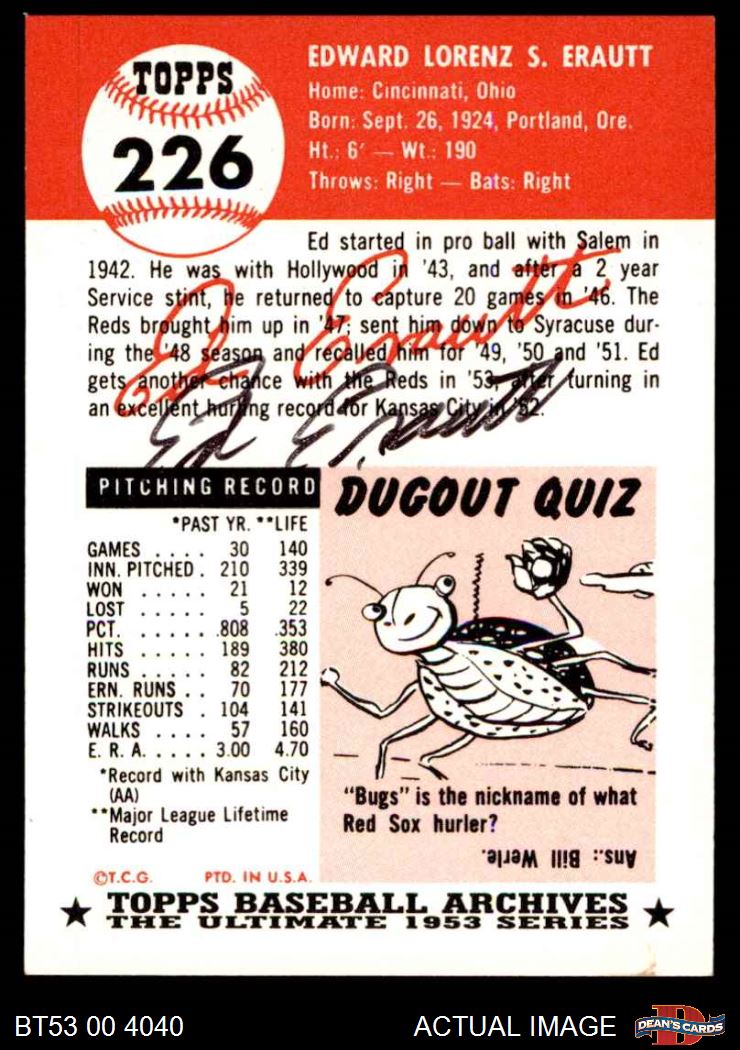 TOPPS
226
EDWARD LORENZ S. ERAUTT
Home: Cincinnati, Ohio
Born: Sept. 26, 1924, Portland, Ore.
Ht.: 6′ — Wt.: 190
Throws: Right — Bats: Right
Ed started in pro ball with Salem in
1942. He was with Hollywood in '43, and after a 2 year
Service stint, he returned to capture 20 games in '46. The
Reds brought him up in '47; sent him down to Syracuse dur-
ing the '48 season and recalled him for '49, '50 and '51. Ed
gets another chance with the Reds in '53, after turning in
an excellent hurling record for Kansas City in '52.
Ed Erautt
Ed Erautt
PITCHING RECORD
*PAST YR. **LIFE
GAMES . . . . 30 140
INN. PITCHED . 210 339
WON . . . . . 21 12
LOST . . . . . 5 22
PCT. . . . . . .808 .353
HITS . . . . . 189 380
RUNS . . . . . 82 212
ERN. RUNS . . 70 177
STRIKEOUTS . 104 141
WALKS . . . . 57 160
E. R. A. . . . . 3.00 4.70
*Record with Kansas City
(AA)
**Major League Lifetime
Record
DUGOUT QUIZ
"Bugs" is the nickname of what
Red Sox hurler?
Ans.: Bill Werle.
©T.C.G. PTD. IN U.S.A.
★ TOPPS BASEBALL ARCHIVES ★
THE ULTIMATE 1953 SERIES
BT53 00 4040
ACTUAL IMAGE
D
DEAN'S CARDS